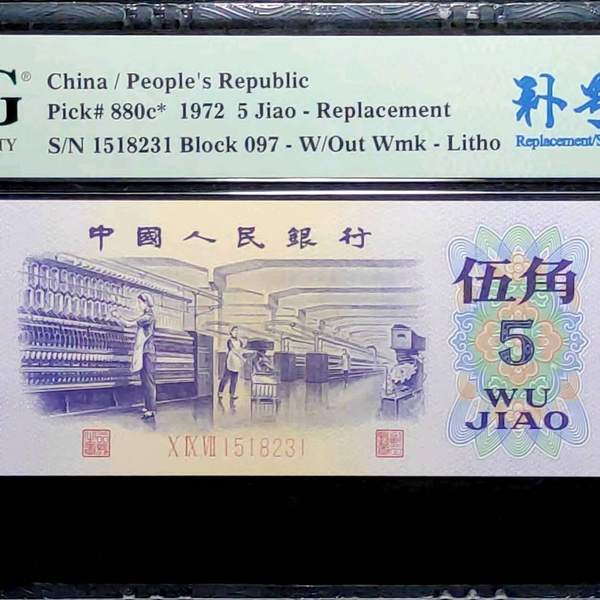 G®
TY
China / People's Republic
Pick# 880c* 1972 5 Jiao - Replacement
S/N 1518231 Block 097 - W/Out Wmk - Litho
补号
Replacement/S
中國人民銀行
伍角
5
WU
JIAO
X IX VII 1518231